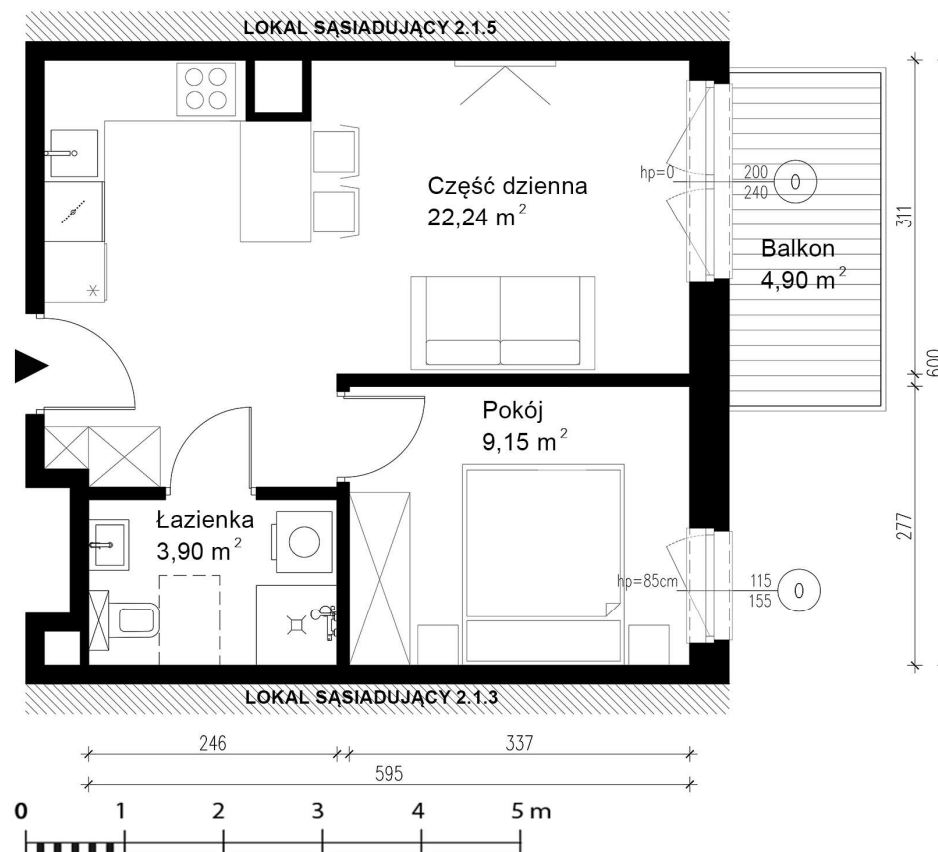 LOKAL SĄSIADUJĄCY 2.1.5
Część dzienna
22,24 m²
hp=0
200
240
0
Balkon
4,90 m²
311
600
Pokój
9,15 m²
277
Łazienka
3,90 m²
hp=85cm
115
155
0
LOKAL SĄSIADUJĄCY 2.1.3
246
337
595
0 1 2 3 4 5 m